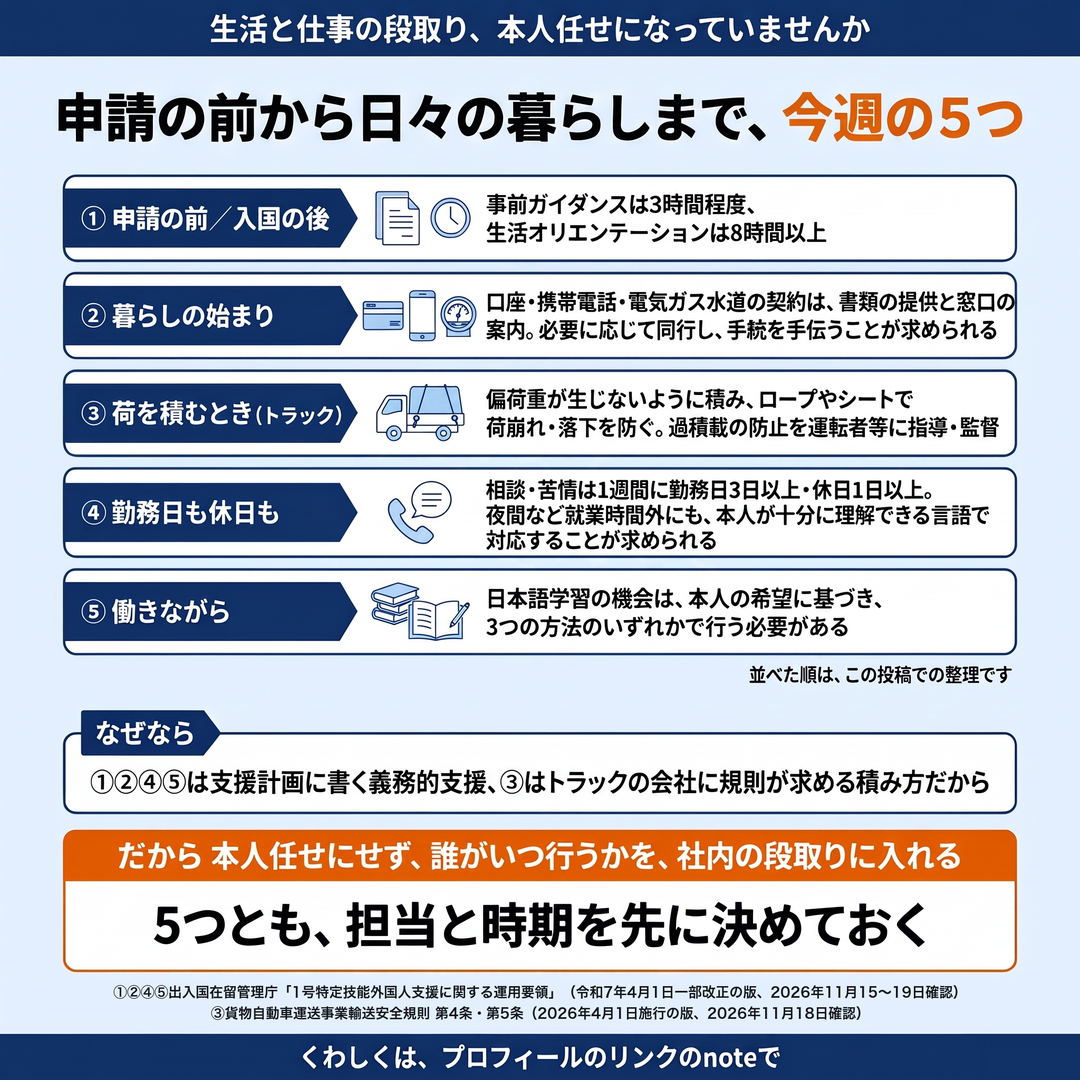 生活と仕事の段取り、本人任せになっていませんか
申請の前から日々の暮らしまで、今週の5つ
① 申請の前／入国の後
事前ガイダンスは3時間程度、
生活オリエンテーションは8時間以上
② 暮らしの始まり
口座・携帯電話・電気ガス水道の契約は、書類の提供と窓口の
案内。必要に応じて同行し、手続を手伝うことが求められる
③ 荷を積むとき(トラック)
偏荷重が生じないように積み、ロープやシートで
荷崩れ・落下を防ぐ。過積載の防止を運転者等に指導・監督
④ 勤務日も休日も
相談・苦情は1週間に勤務日3日以上・休日1日以上。
夜間など就業時間外にも、本人が十分に理解できる言語で
対応することが求められる
⑤ 働きながら
日本語学習の機会は、本人の希望に基づき、
3つの方法のいずれかで行う必要がある
並べた順は、この投稿での整理です
なぜなら
①②④⑤は支援計画に書く義務的支援、③はトラックの会社に規則が求める積み方だから
だから 本人任せにせず、誰がいつ行うかを、社内の段取りに入れる
5つとも、担当と時期を先に決めておく
①②④⑤出入国在留管理庁「1号特定技能外国人支援に関する運用要領」（令和7年4月1日一部改正の版、2026年11月15～19日確認）
③貨物自動車運送事業輸送安全規則 第4条・第5条（2026年4月1日施行の版、2026年11月18日確認）
くわしくは、プロフィールのリンクのnoteで